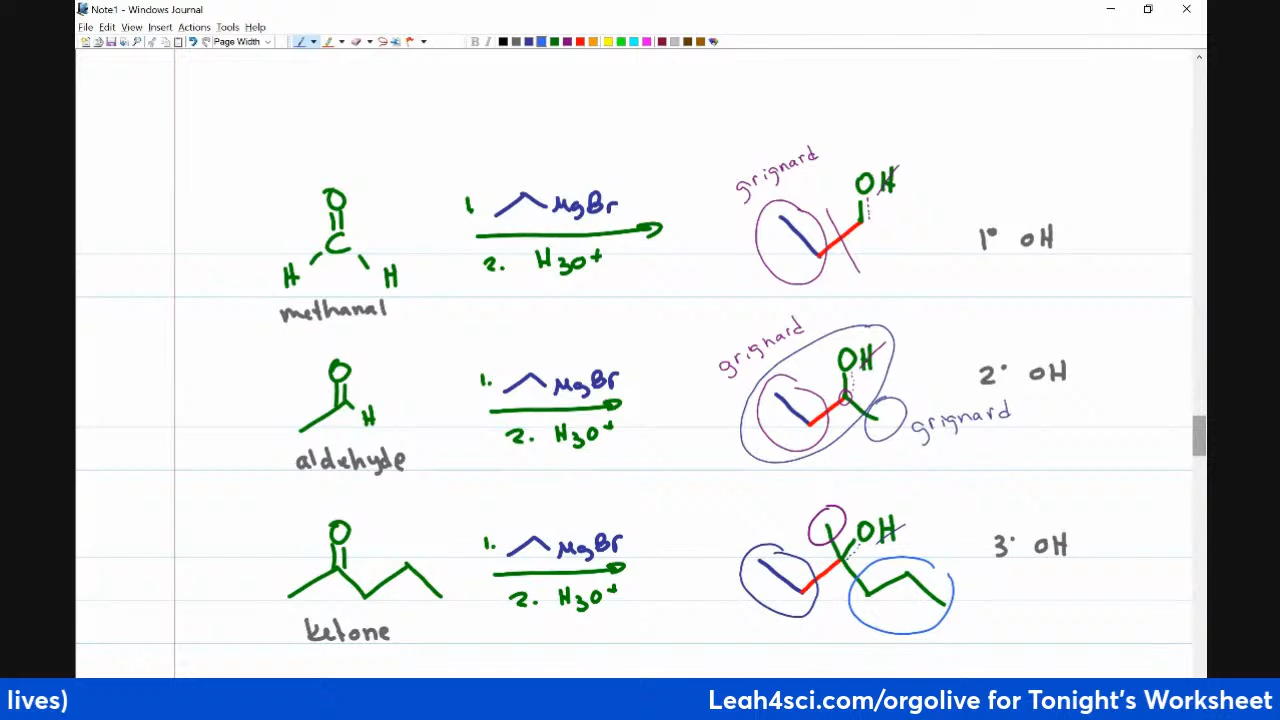 Note1 - Windows Journal
File Edit View Insert Actions Tools Help
Page Width
B I
grignard
O
C
H H
methanal
1. MgBr
2. H3O+
OH
1° OH
grignard
O
H
aldehyde
1. MgBr
2. H3O+
OH
grignard
2° OH
O
ketone
1. MgBr
2. H3O+
OH
3° OH
lives) Leah4sci.com/orgolive for Tonight's Worksheet